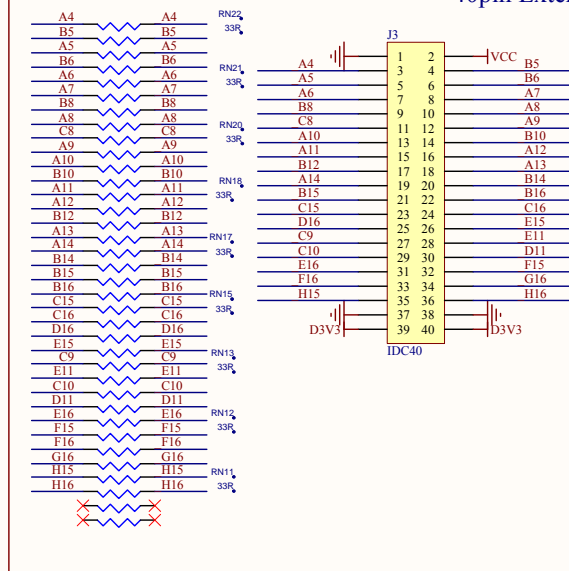 A4 A4 RN22
B5 B5 33R
A5 A5
B6 B6
A6 A6 RN21
A7 A7 33R
B8 B8
A8 A8
C8 C8 RN20
A9 A9 33R
A10 A10
B10 B10
A11 A11 RN18
A12 A12 33R
B12 B12
A13 A13
A14 A14 RN17
B14 B14 33R
B15 B15
B16 B16
C15 C15 RN15
C16 C16 33R
D16 D16
E15 E15
C9 C9 RN13
E11 E11 33R
C10 C10
D11 D11
E16 E16 RN12
F15 F15 33R
F16 F16
G16 G16
H15 H15 RN11
H16 H16 33R
J3
1 2 VCC
A4 3 4 B5
A5 5 6 B6
A6 7 8 A7
B8 9 10 A8
C8 11 12 A9
A10 13 14 B10
A11 15 16 A12
B12 17 18 A13
A14 19 20 B14
B15 21 22 B16
C15 23 24 C16
D16 25 26 E15
C9 27 28 E11
C10 29 30 D11
E16 31 32 F15
F16 33 34 G16
H15 35 36 H16
37 38
D3V3 39 40 D3V3
IDC40